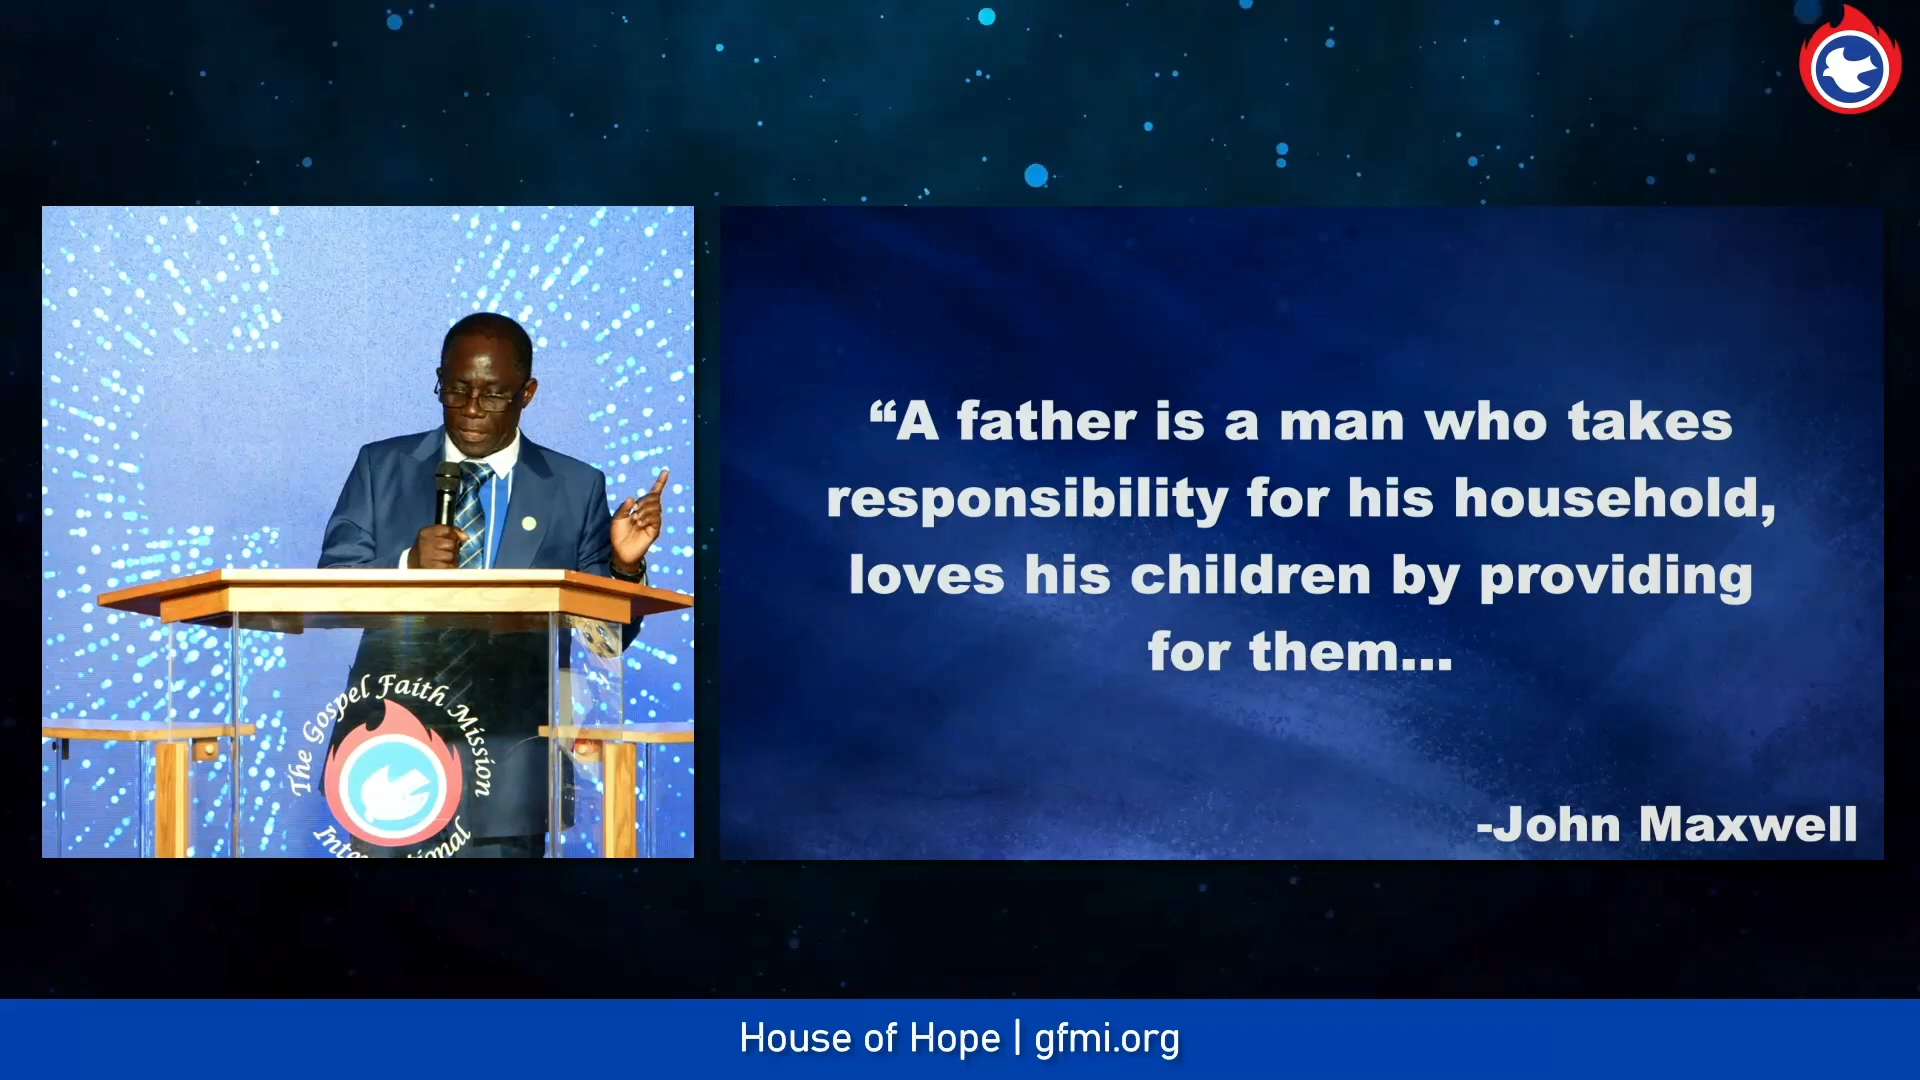 “A father is a man who takes
responsibility for his household,
loves his children by providing
for them...
-John Maxwell
The Gospel Faith Mission
House of Hope | gfmi.org